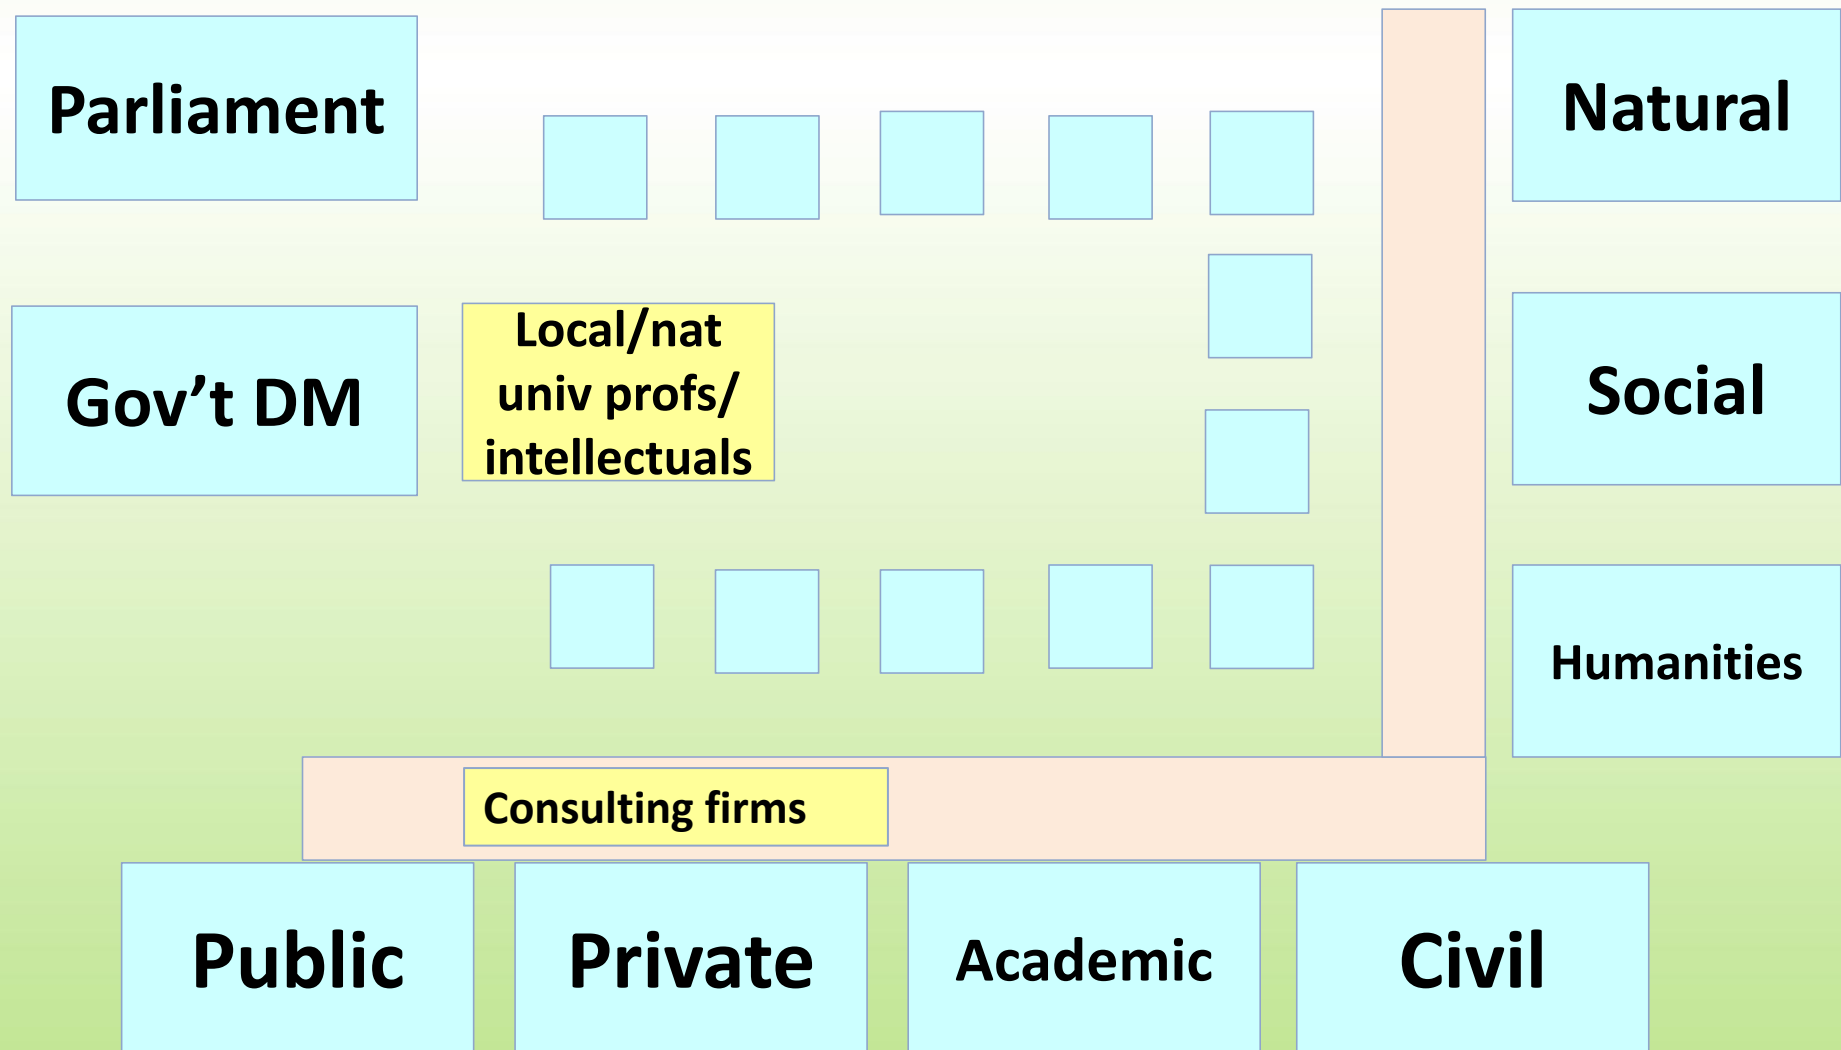 Parliament
Natural
Gov’t DM
Local/nat
univ profs/
intellectuals
Social
Humanities
Consulting firms
Public
Private
Academic
Civil